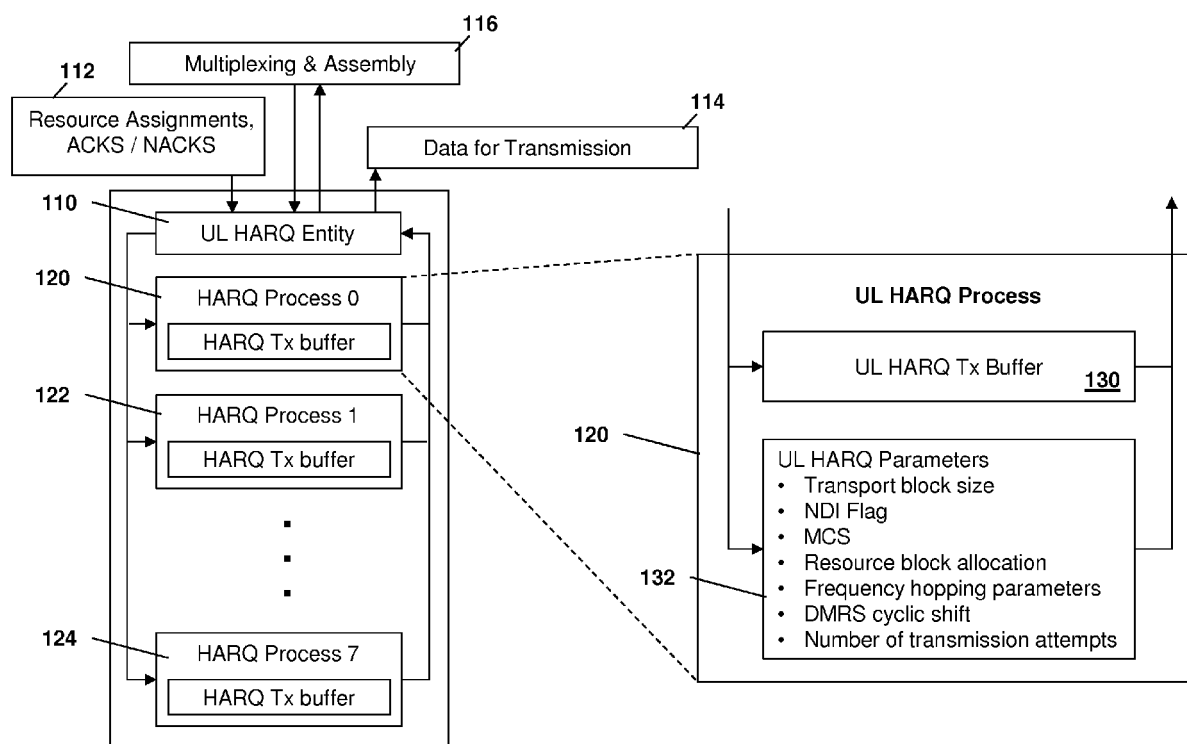 116
Multiplexing & Assembly
112
Resource Assignments,
ACKS / NACKS
114
Data for Transmission
110
UL HARQ Entity
120
HARQ Process 0
HARQ Tx buffer
122
HARQ Process 1
HARQ Tx buffer
124
HARQ Process 7
HARQ Tx buffer
UL HARQ Process
UL HARQ Tx Buffer
130
120
UL HARQ Parameters
• Transport block size
• NDI Flag
• MCS
• Resource block allocation
• Frequency hopping parameters
• DMRS cyclic shift
• Number of transmission attempts
132